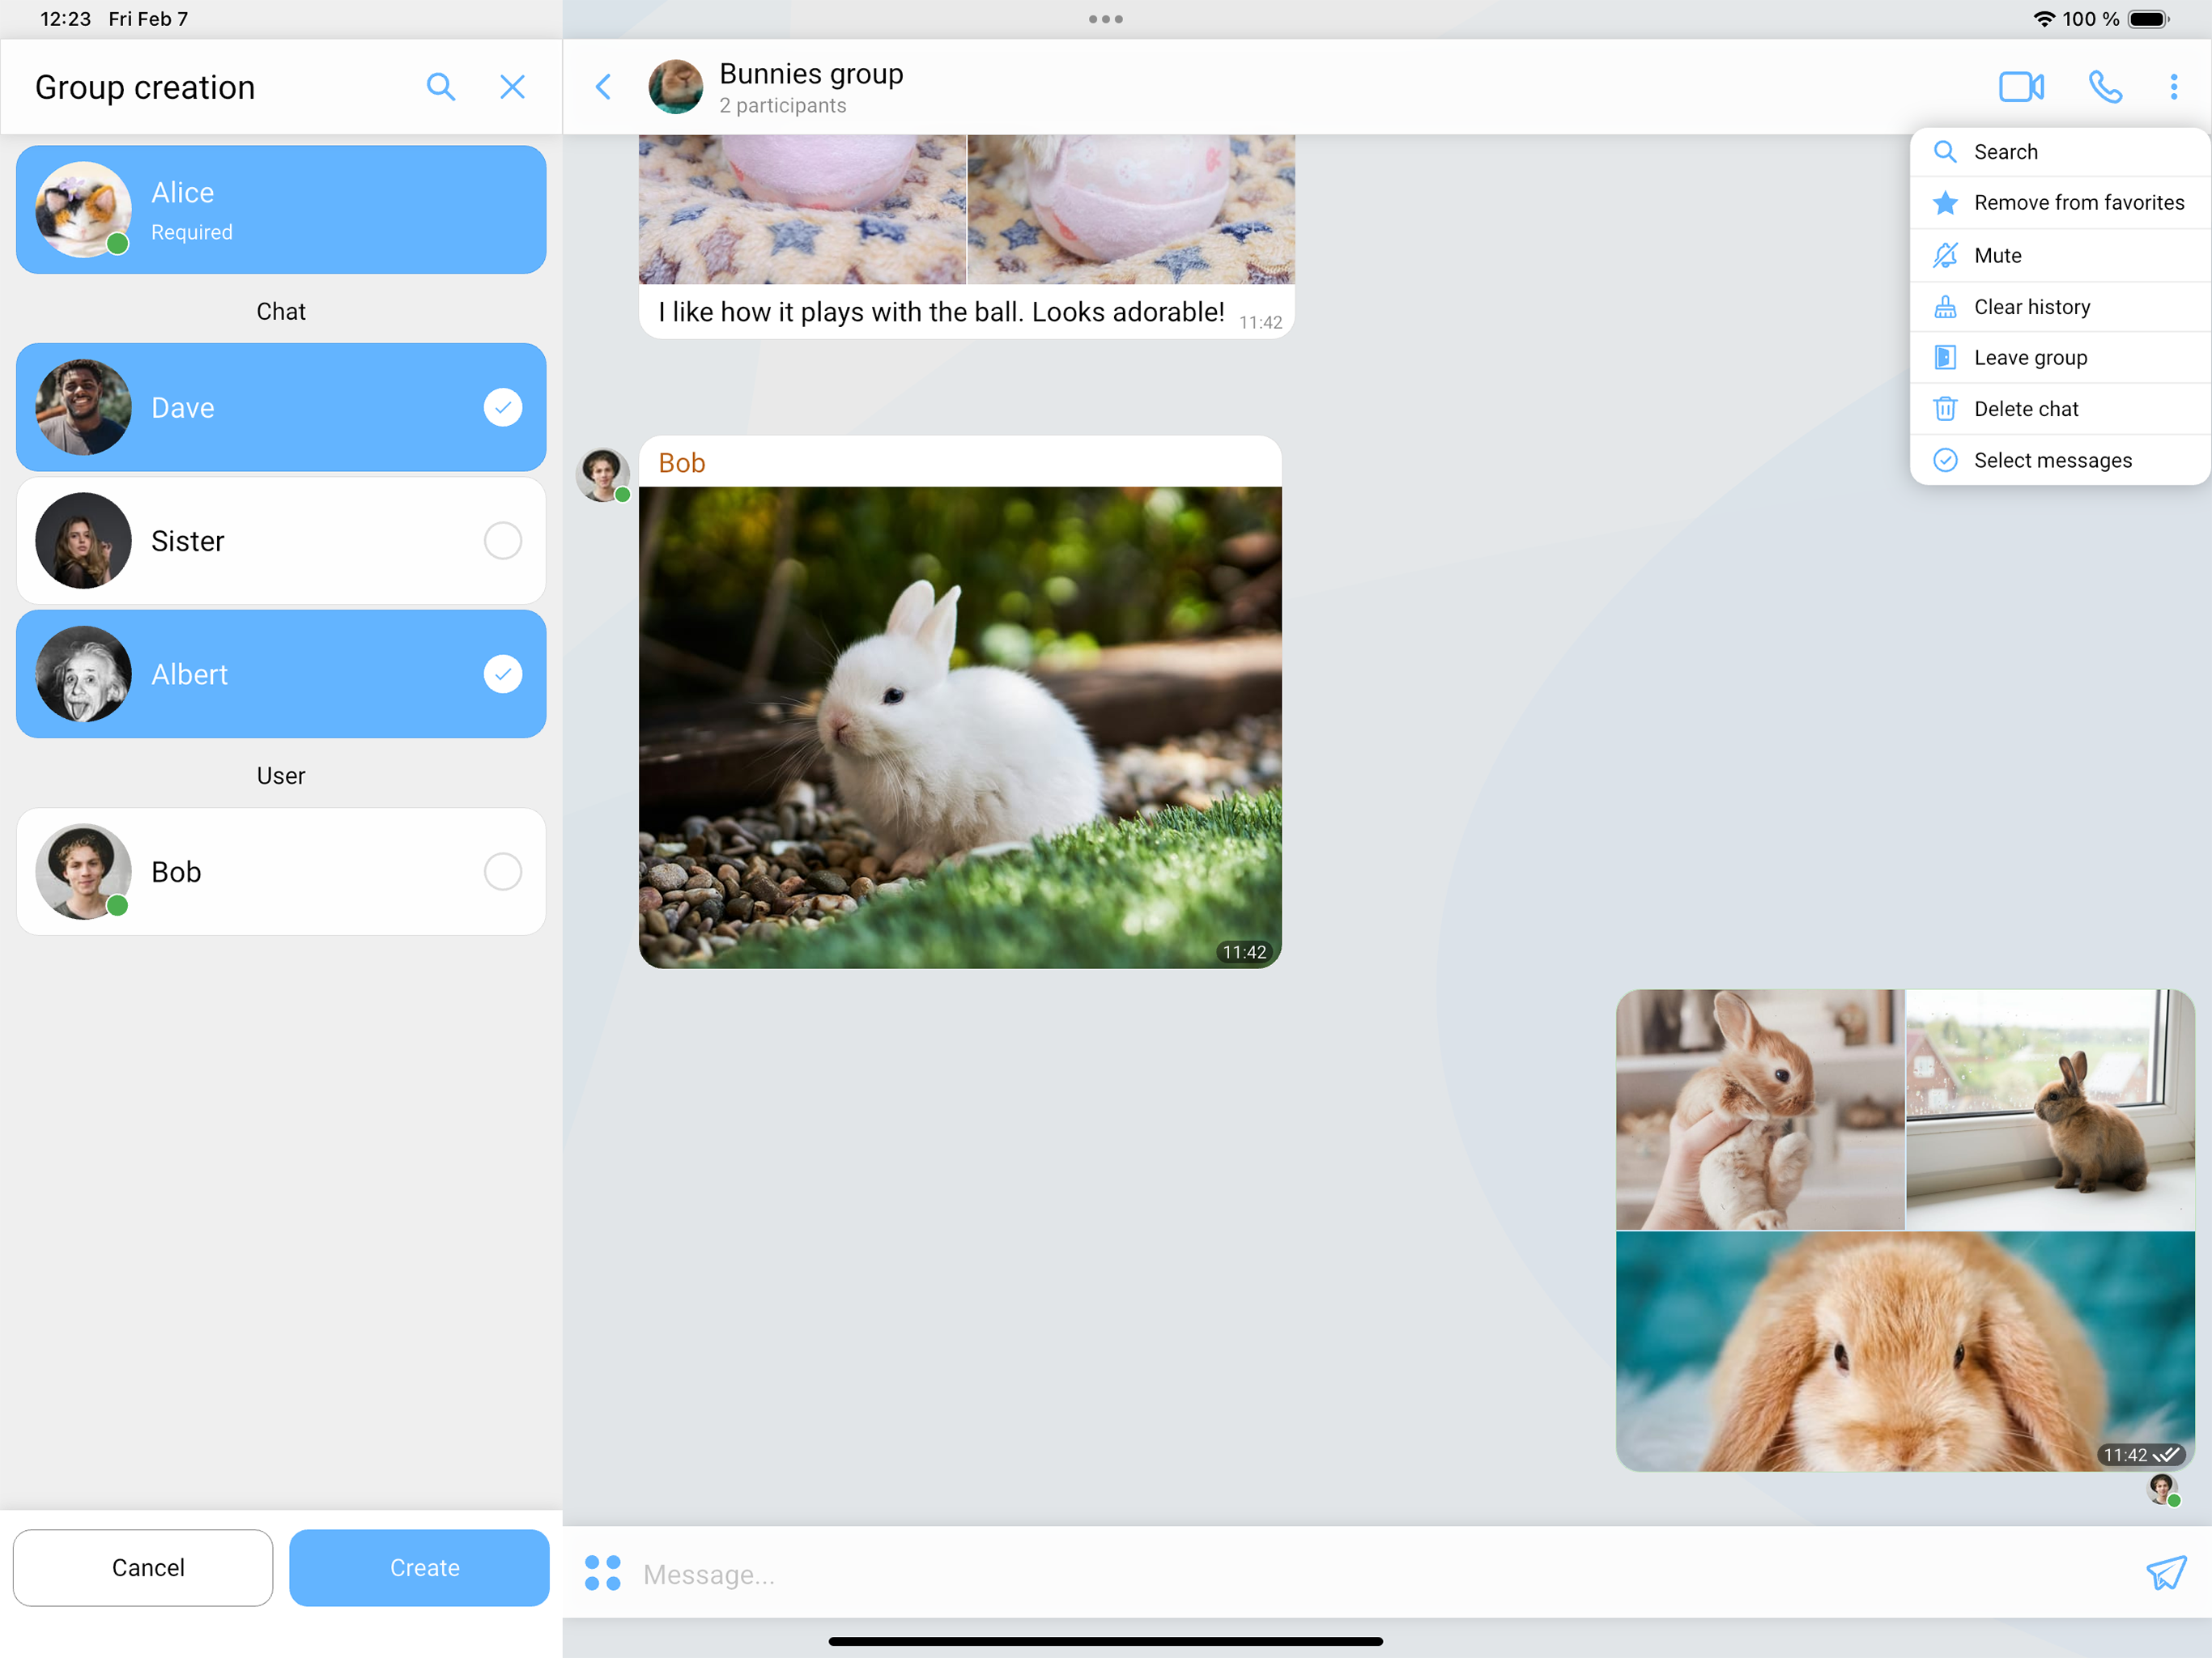 12:23 Fri Feb 7
100 %
Group creation
Alice
Required
Chat
Dave
Sister
Albert
User
Bob
Cancel
Create
Bunnies group
2 participants
I like how it plays with the ball. Looks adorable! 11:42
Bob
11:42
11:42
Message...
Search
Remove from favorites
Mute
Clear history
Leave group
Delete chat
Select messages